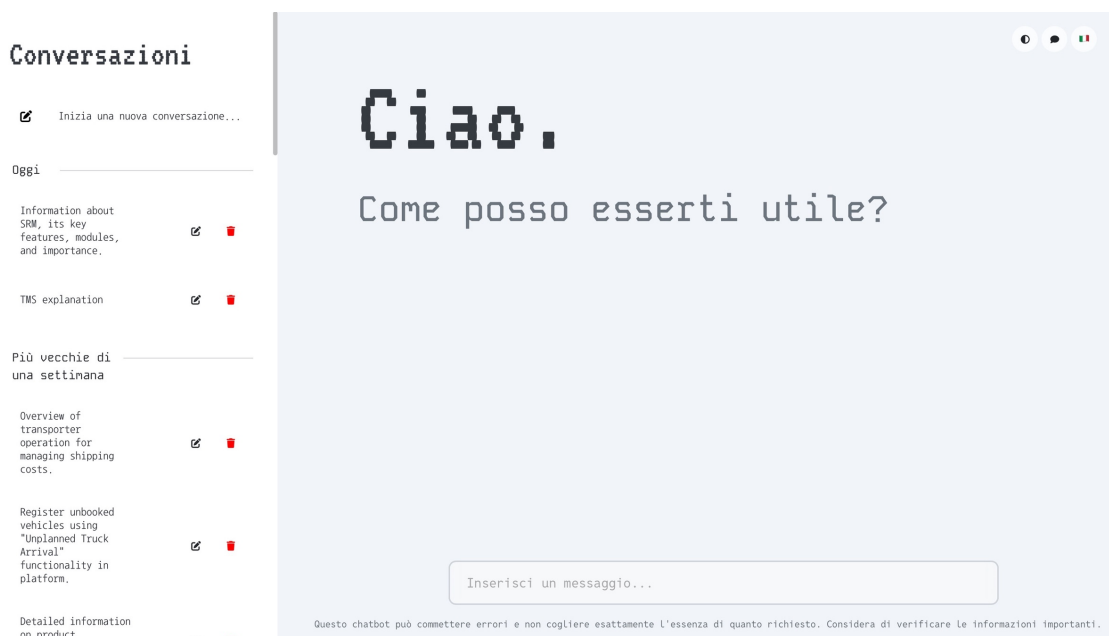 Conversazioni
Inizia una nuova conversazione...
Oggi
Information about
SRM, its key
features, modules,
and importance.
TMS explanation
Più vecchie di
una settimana
Overview of
transporter
operation for
managing shipping
costs.
Register unbooked
vehicles using
"Unplanned Truck
Arrival"
functionality in
platform.
Detailed information
on product
Ciao.
Come posso esserti utile?
Inserisci un messaggio...
Questo chatbot può commettere errori e non cogliere esattamente l'essenza di quanto richiesto. Considera di verificare le informazioni importanti.